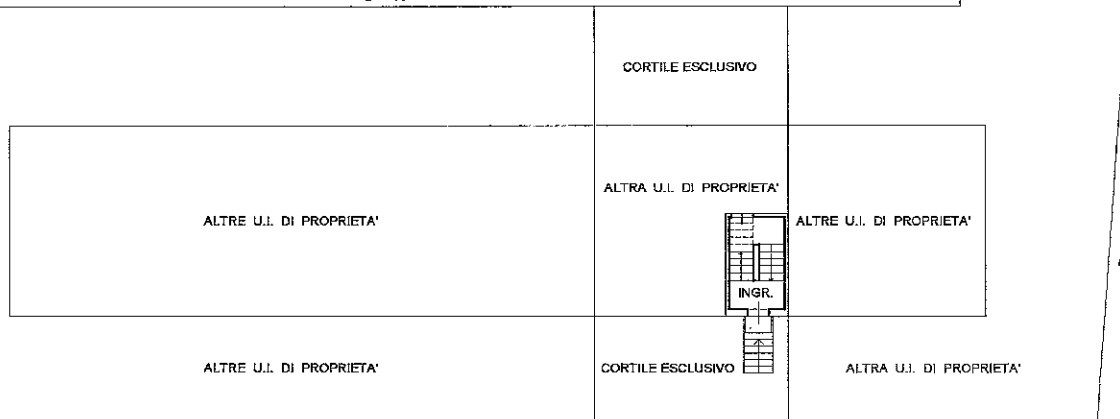 CORTILE ESCLUSIVO
ALTRA U.I. DI PROPRIETA'
ALTRE U.I. DI PROPRIETA'
ALTRE U.I. DI PROPRIETA'
INGR.
ALTRE U.I. DI PROPRIETA'
CORTILE ESCLUSIVO
ALTRA U.I. DI PROPRIETA'